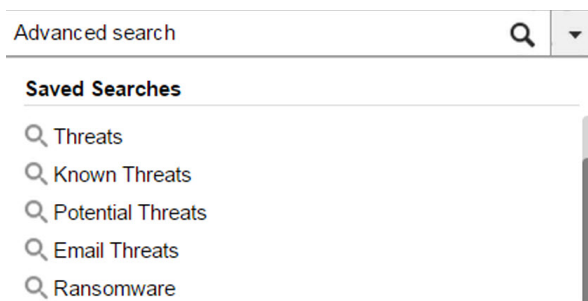 Advanced search
Saved Searches
Threats
Known Threats
Potential Threats
Email Threats
Ransomware